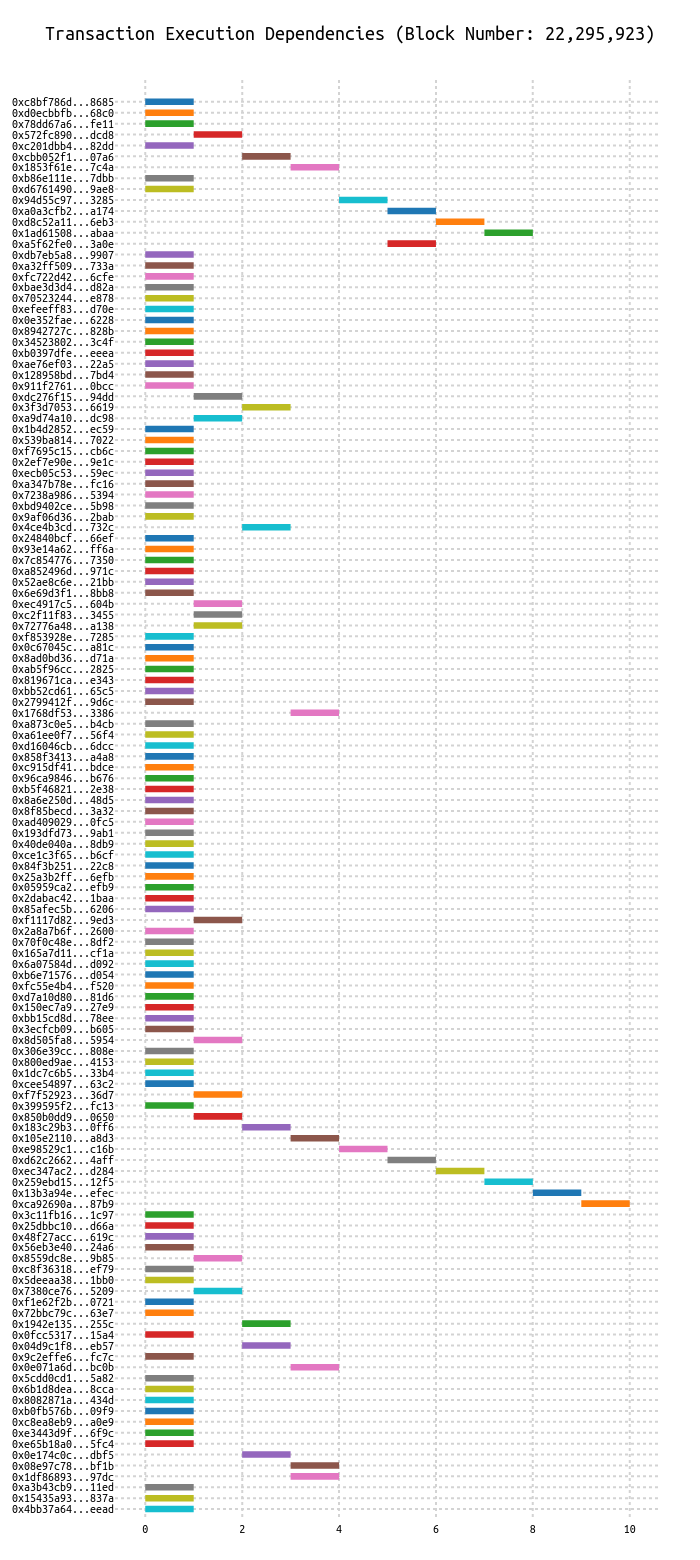 Transaction Execution Dependencies (Block Number: 22,295,923)
0xc8bf786d...8685
0xd0ecbbfb...68c0
0x78dd67a6...fe11
0x572fc890...dcd8
0xc201dbb4...82dd
0xcbb052f1...07a6
0x1853f61e...7c4a
0xb86e111e...7dbb
0xd6761490...9ae8
0x94d55c97...3285
0xa0a3cfb2...a174
0xd8c52a11...6eb3
0x1ad61508...abaa
0xa5f62fe0...3a0e
0xdb7eb5a8...9907
0xa32ff509...733a
0xfc722d42...6cfe
0xbae3d3d4...d82a
0x70523244...e878
0xefeeff83...d70e
0x0e352fae...6228
0x8942727c...828b
0x34523802...3c4f
0xb0397dfe...eeea
0xae76ef03...22a5
0x128958bd...7bd4
0x911f2761...0bcc
0xdc276f15...94dd
0x3f3d7053...6619
0xa9d74a10...dc98
0x1b4d2852...ec59
0x539ba814...7022
0xf7695c15...cb6c
0x2ef7e90e...9e1c
0xecb05c53...59ec
0xa347b78e...fc16
0x7238a986...5394
0xbd9402ce...5b98
0x9af06d36...2bab
0x4ce4b3cd...732c
0x24840bcf...66ef
0x93e14a62...ff6a
0x7c854776...7350
0xa852496d...971c
0x52ae8c6e...21bb
0x6e69d3f1...8bb8
0xec4917c5...604b
0xc2f11f83...3455
0x72776a48...a138
0xf853928e...7285
0x0c67045c...a81c
0x8ad0bd36...d71a
0xab5f96cc...2825
0x819671ca...e343
0xbb52cd61...65c5
0x2799412f...9d6c
0x1768df53...3386
0xa873c0e5...b4cb
0xa61ee0f7...56f4
0xd16046cb...6dcc
0x858f3413...a4a8
0xc915df41...bdce
0x96ca9846...b676
0xb5f46821...2e38
0x8a6e250d...48d5
0x8f85becd...3a32
0xad409029...0fc5
0x193dfd73...9ab1
0x40de040a...8db9
0xce1c3f65...b6cf
0x84f3b251...22c8
0x25a3b2ff...6efb
0x05959ca2...efb9
0x2dabac42...1baa
0x85afec5b...6206
0xf1117d82...9ed3
0x2a8a7b6f...2600
0x70f0c48e...8df2
0x165a7d11...cf1a
0x6a07584d...d092
0xb6e71576...d054
0xfc55e4b4...f520
0xd7a10d80...81d6
0x150ec7a9...27e9
0xbb15cd8d...78ee
0x3ecfcb09...b605
0x8d505fa8...5954
0x306e39cc...808e
0x800ed9ae...4153
0x1dc7c6b5...33b4
0xcee54897...63c2
0xf7f52923...36d7
0x399595f2...fc13
0x850b0dd9...0650
0x183c29b3...0ff6
0x105e2110...a8d3
0xe98529c1...c16b
0xd62c2662...4aff
0xec347ac2...d284
0x259ebd15...12f5
0x13b3a94e...efec
0xca92690a...87b9
0x3c11fb16...1c97
0x25dbbc10...d66a
0x48f27acc...619c
0x56eb3e40...24a6
0x8559dc8e...9b85
0xc8f36318...ef79
0x5deeaa38...1bb0
0x7380ce76...5209
0xf1e62f2b...0721
0x72bbc79c...63e7
0x1942e135...255c
0x0fcc5317...15a4
0x04d9c1f8...eb57
0x9c2effe6...fc7c
0x0e071a6d...bc0b
0x5cdd0cd1...5a82
0x6b1d8dea...8cca
0x8082871a...434d
0xb0fb576b...09f9
0xc8ea8eb9...a0e9
0xe3443d9f...6f9c
0xe65b18a0...5fc4
0x0e174c0c...dbf5
0x08e97c78...bf1b
0x1df86893...97dc
0xa3b43cb9...11ed
0x15435a93...837a
0x4bb37a64...eead
0 2 4 6 8 10